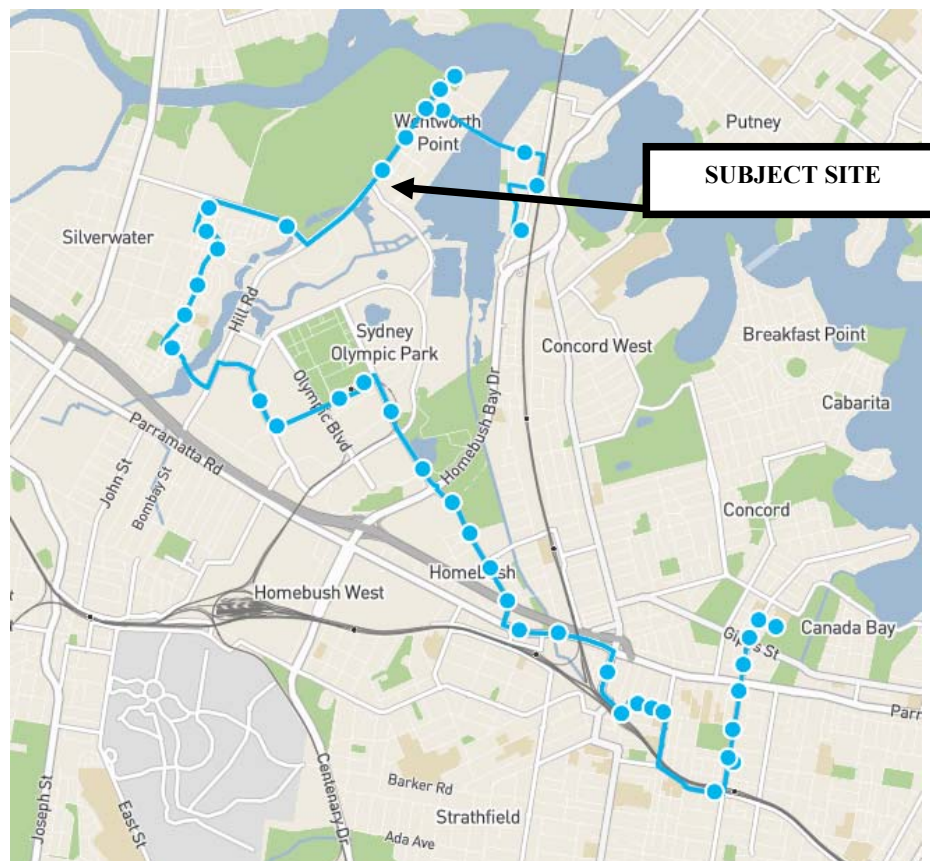 Putney
Wentworth
Point
SUBJECT SITE
Silverwater
Hill Rd
Sydney
Olympic Park
Concord West
Breakfast Point
Olympic Blvd
Homebush Bay Dr
Cabarita
Parramatta Rd
John St
Bombay St
Concord
Homebush
Homebush West
Canada Bay
Gipps St
Parr
Centenary Dr
Barker Rd
Joseph St
East St
Strathfield
Ada Ave